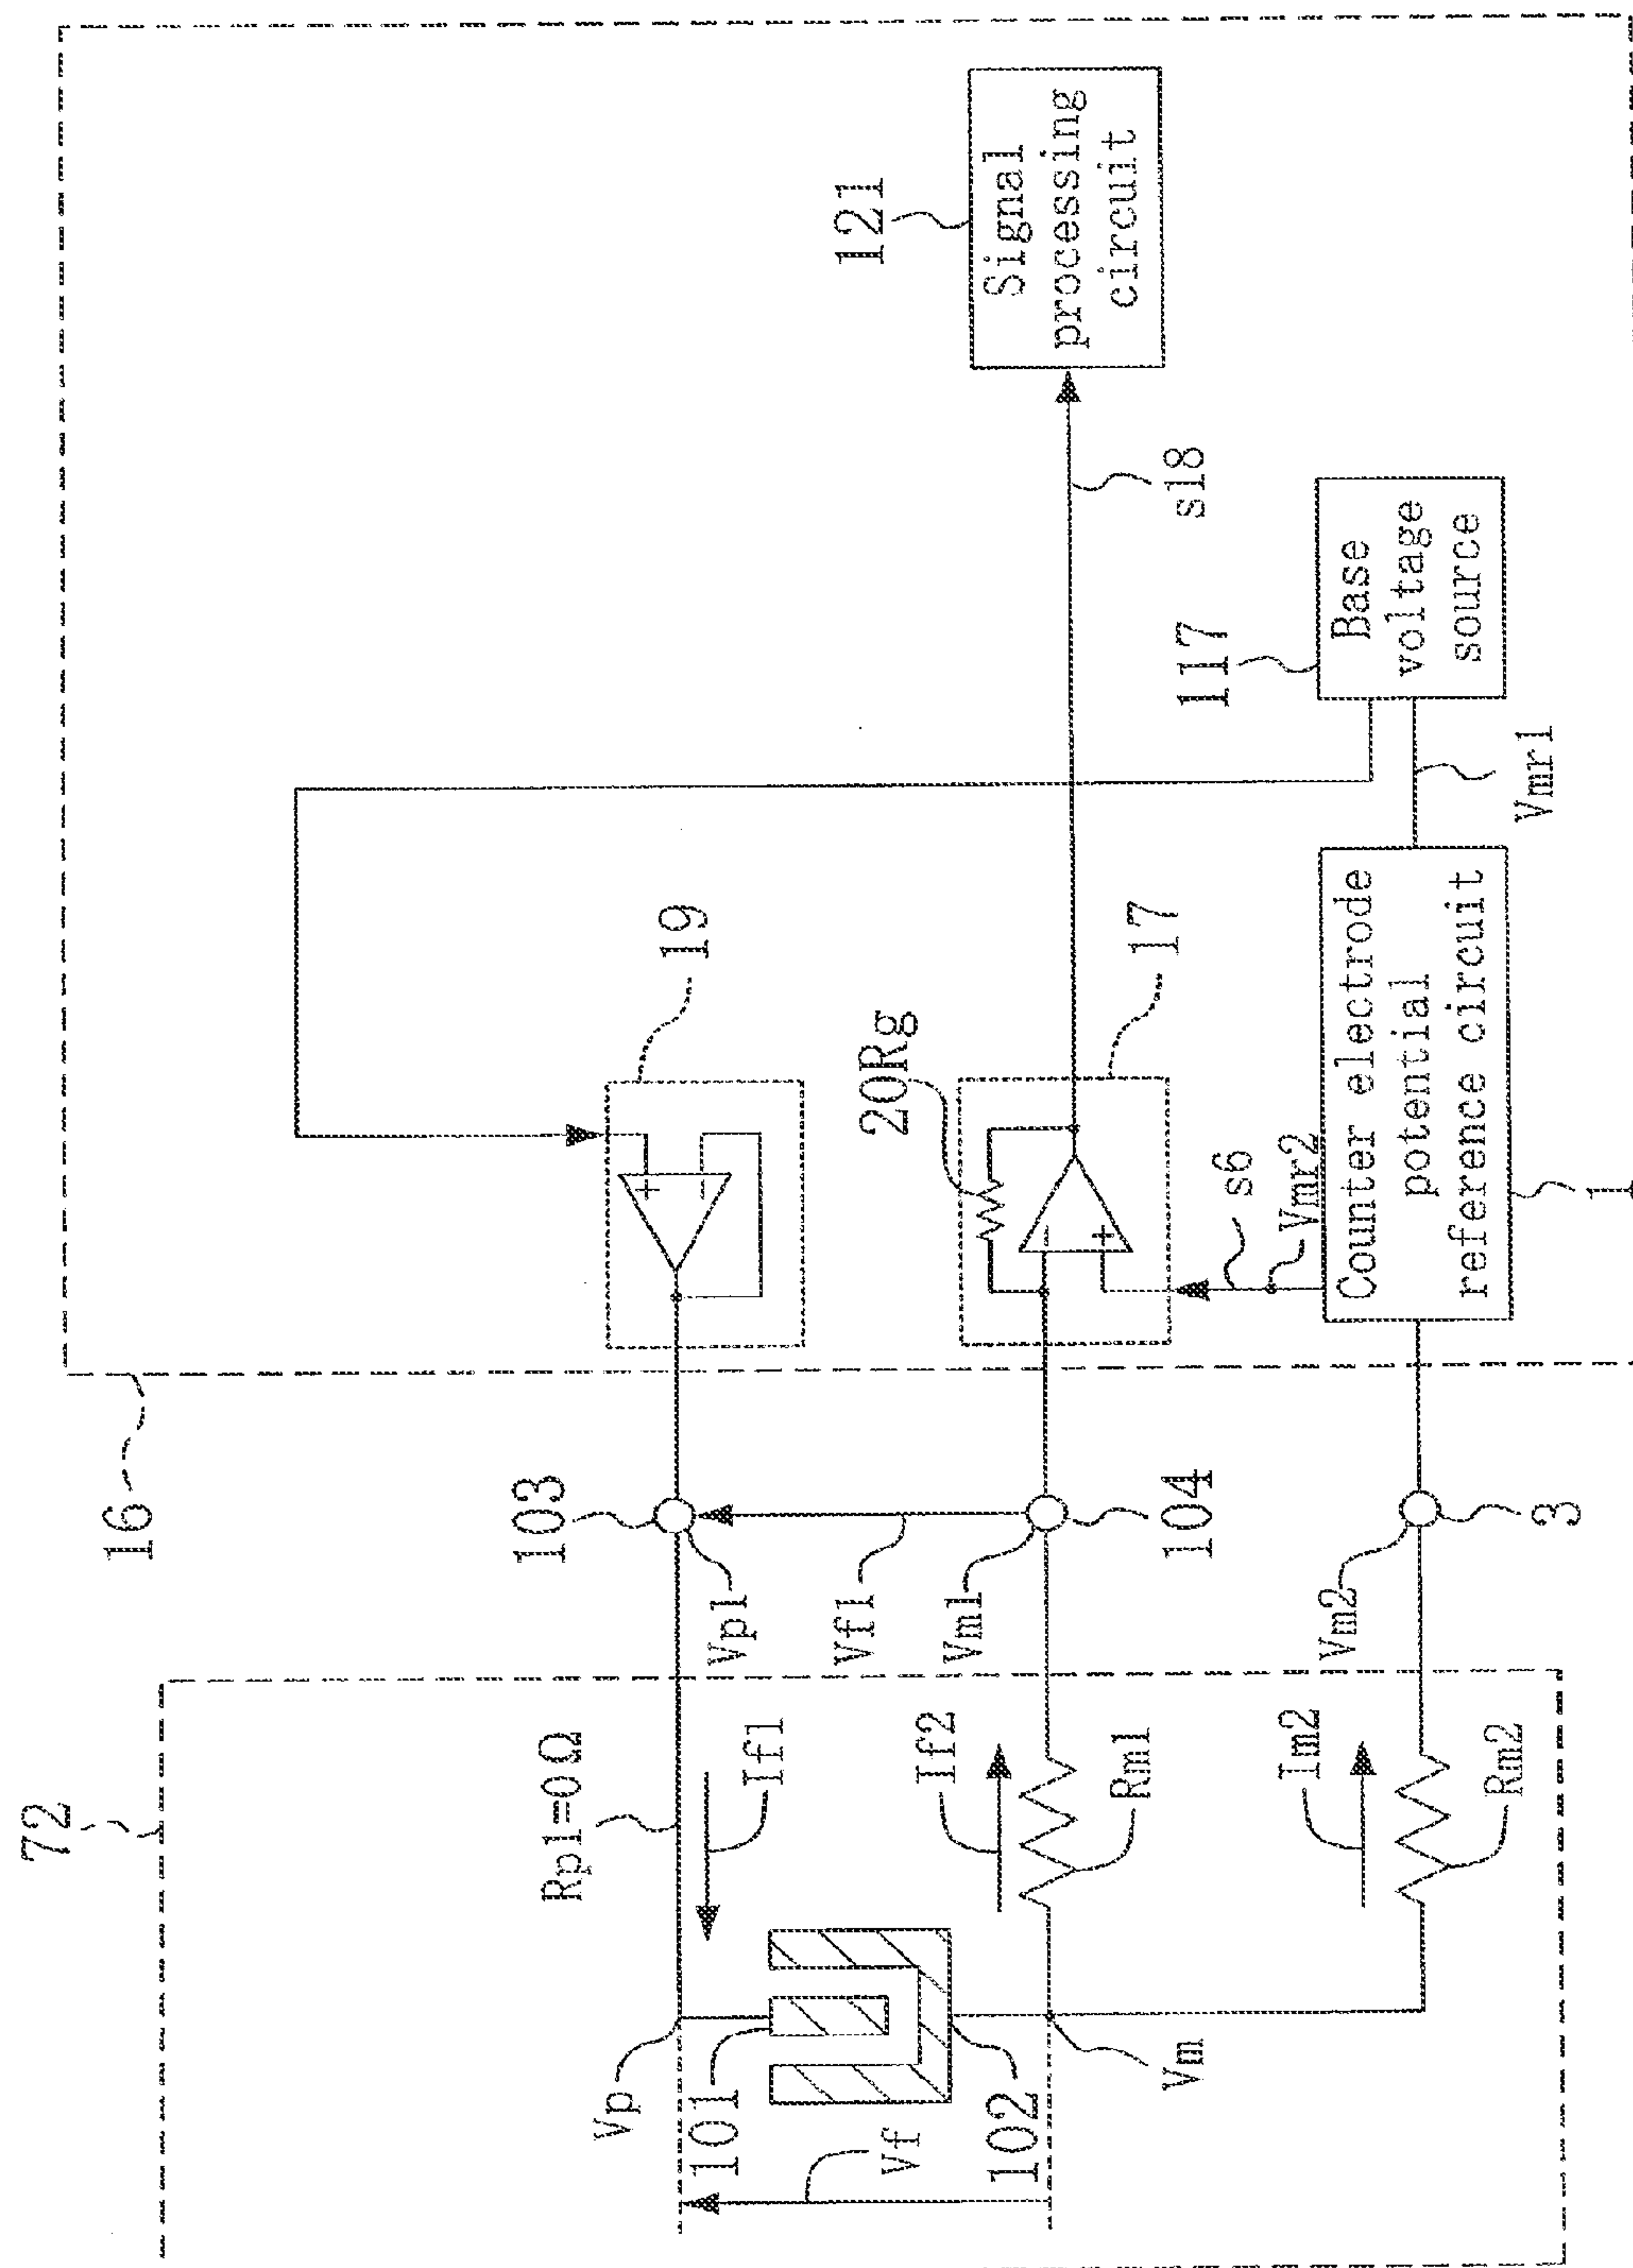 72
16
Vp
101
Vf
102
Vm
Rp1=0Ω
If1
If2
Rm1
Im2
Rm2
103
Vp1
Vf1
Vm1
104
Vm2
3
19
20Rg
17
s6
Vmr2
Counter electrode
potential
reference circuit
1
Vmr1
117
Base
voltage
source
s18
121
Signal
processing
circuit
+
−
−
+